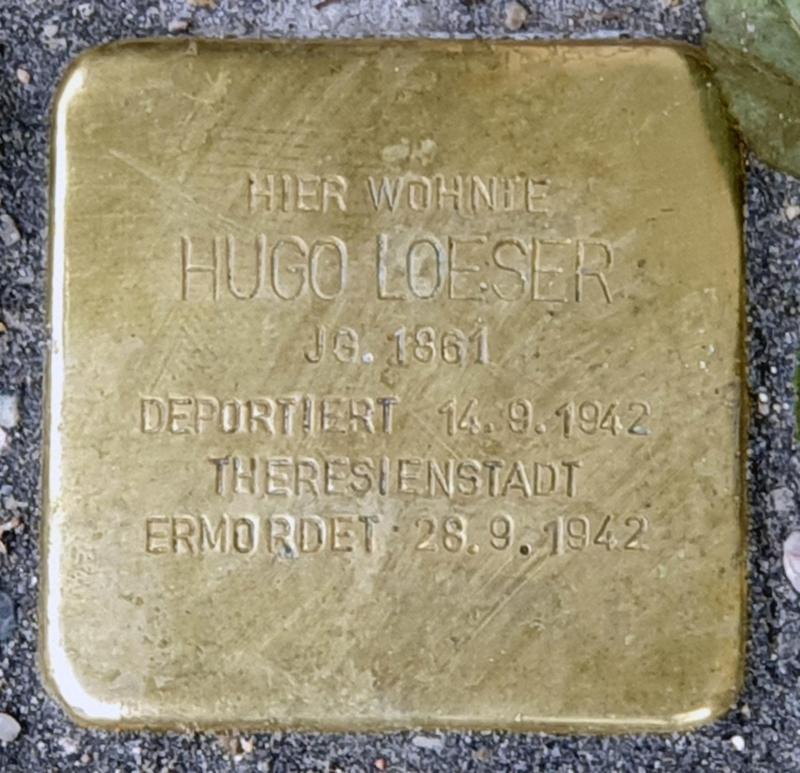 HIER WOHNTE
HUGO LOESER
JG. 1861
DEPORTIERT 14.9.1942
THERESIENSTADT
ERMORDET 28.9.1942